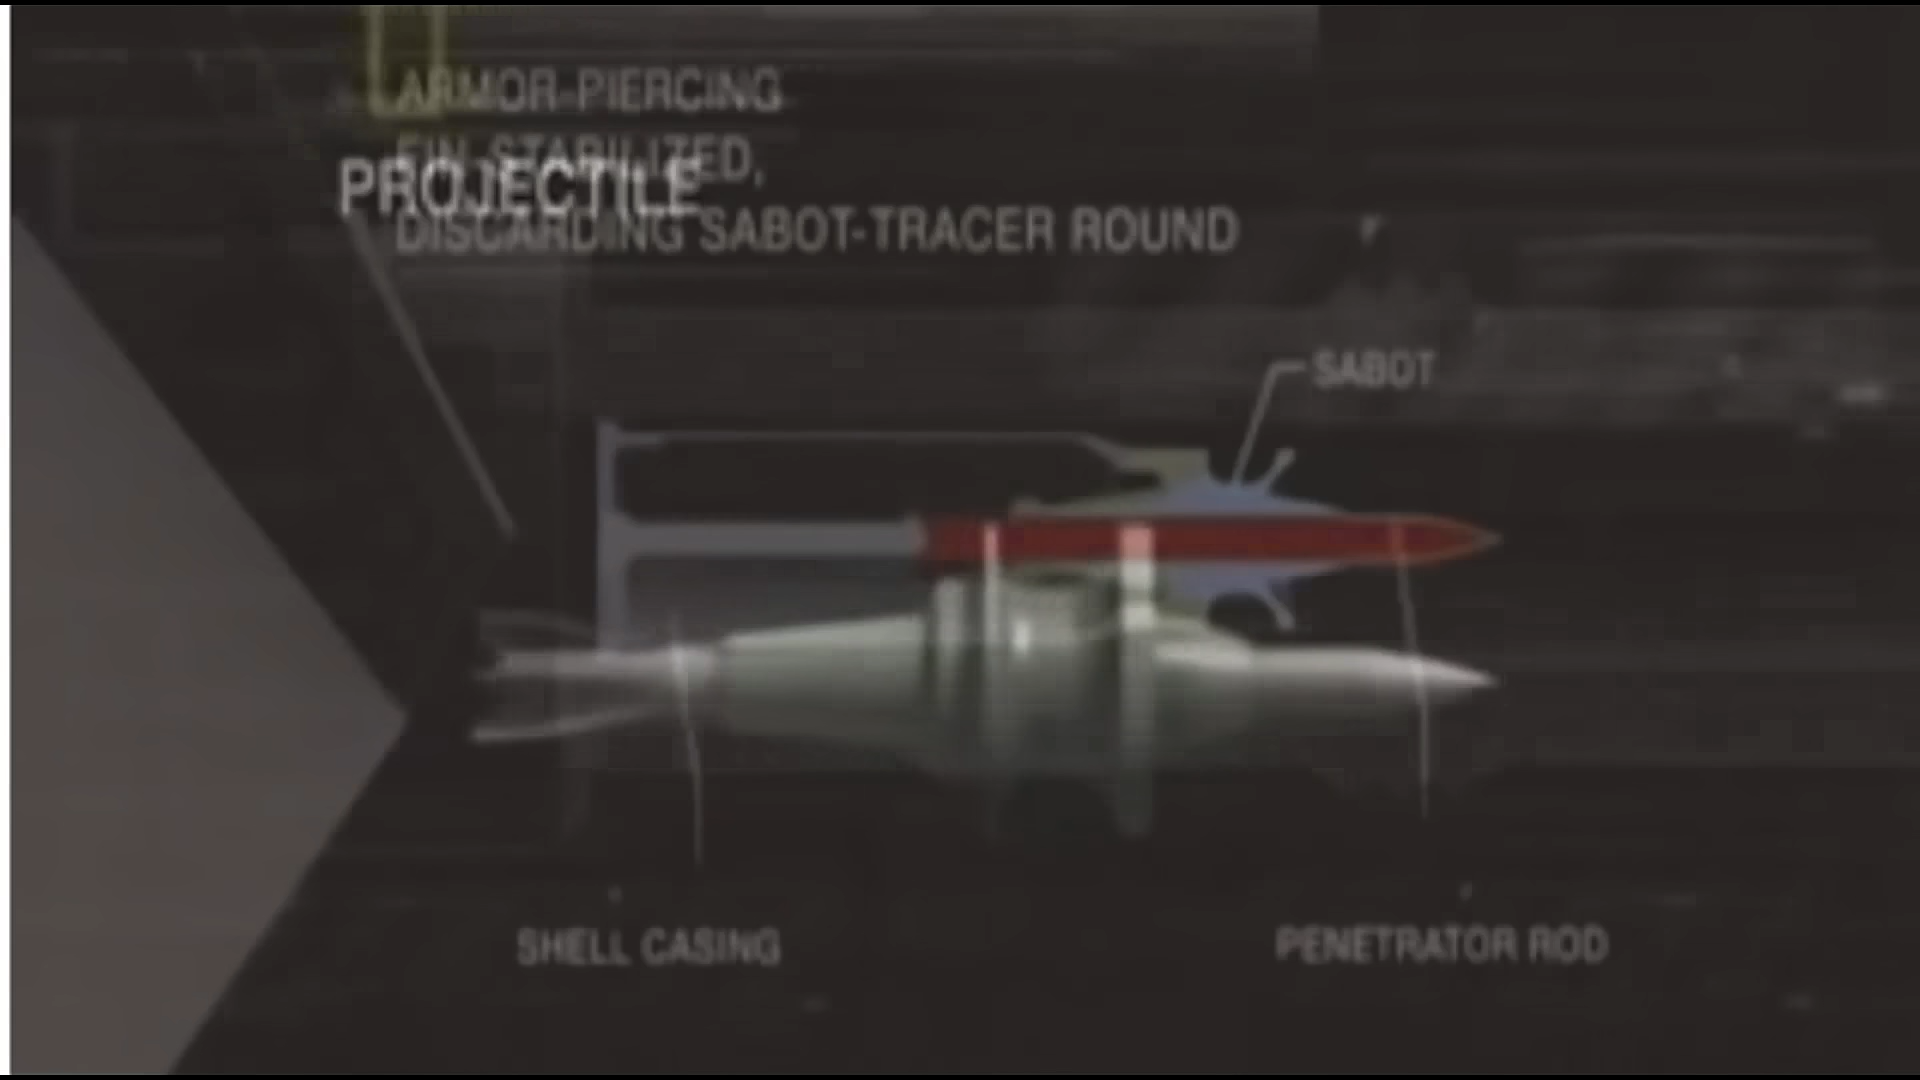 ARMOR-PIERCING
FIN-STABILIZED,
PROJECTILE
DISCARDING SABOT-TRACER ROUND
SABOT
SHELL CASING
PENETRATOR ROD